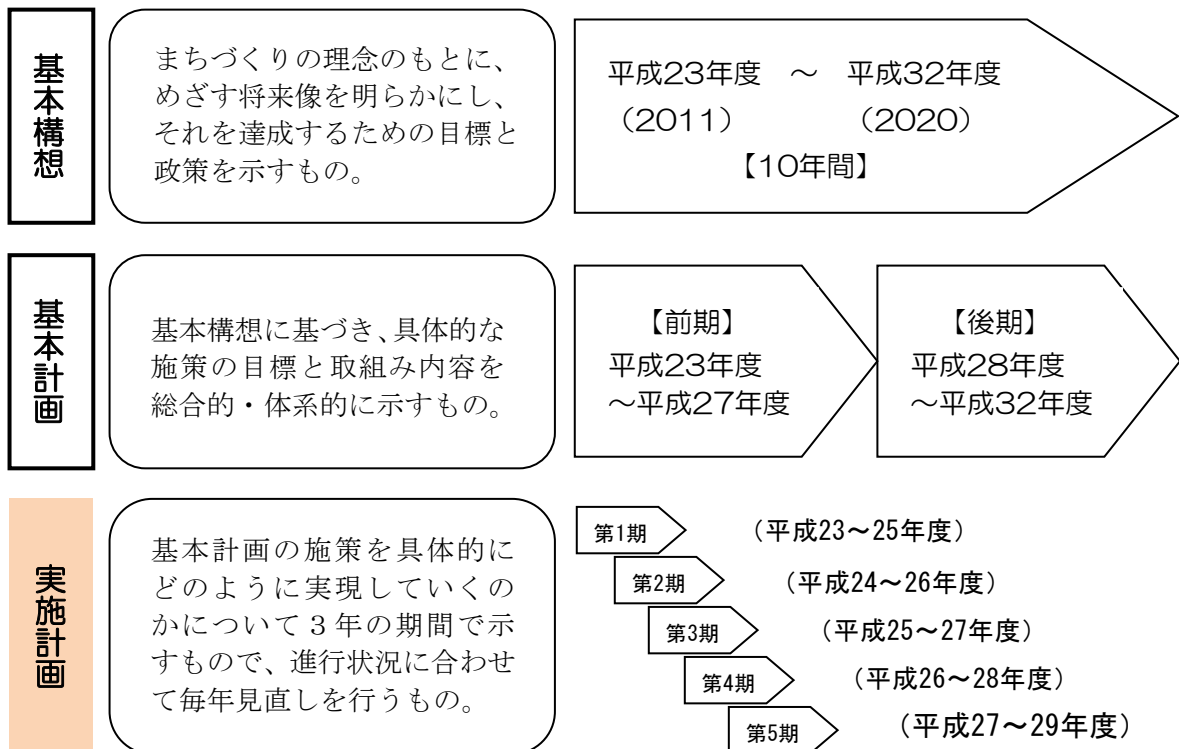 基本構想
まちづくりの理念のもとに、
めざす将来像を明らかにし、
それを達成するための目標と
政策を示すもの。
平成23年度 ～ 平成32年度
（2011） （2020）
【10年間】
基本計画
基本構想に基づき、具体的な
施策の目標と取組み内容を
総合的・体系的に示すもの。
【前期】
平成23年度
～平成27年度
【後期】
平成28年度
～平成32年度
実施計画
基本計画の施策を具体的に
どのように実現していくの
かについて３年の期間で示
すもので、進行状況に合わせ
て毎年見直しを行うもの。
第1期 （平成23～25年度）
第2期 （平成24～26年度）
第3期 （平成25～27年度）
第4期 （平成26～28年度）
第5期 （平成27～29年度）